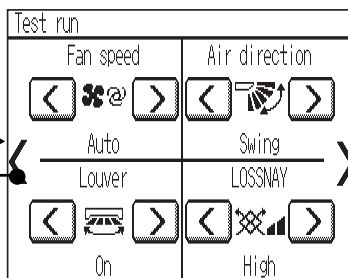 Test run
Fan speed
Air direction
Auto
Swing
Louver
LOSSNAY
On
High